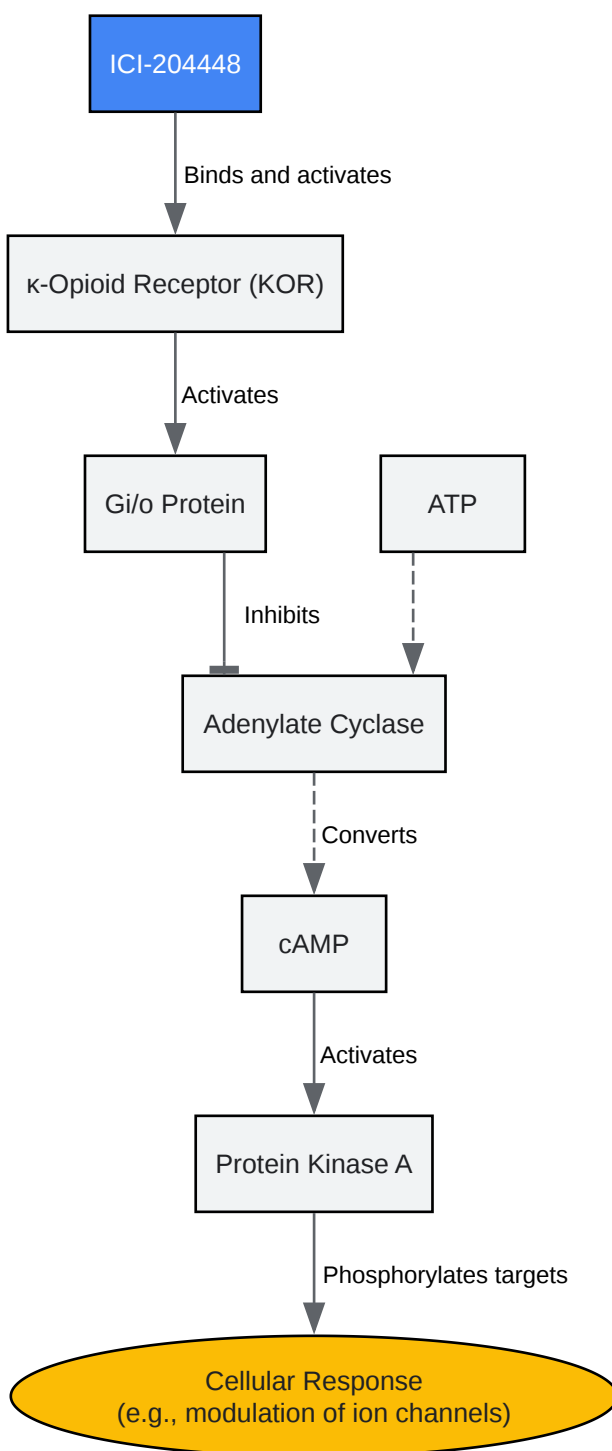 ICI-204448
Binds and activates
κ-Opioid Receptor (KOR)
Activates
Gi/o Protein
ATP
Inhibits
Adenylate Cyclase
Converts
cAMP
Activates
Protein Kinase A
Phosphorylates targets
Cellular Response
(e.g., modulation of ion channels)